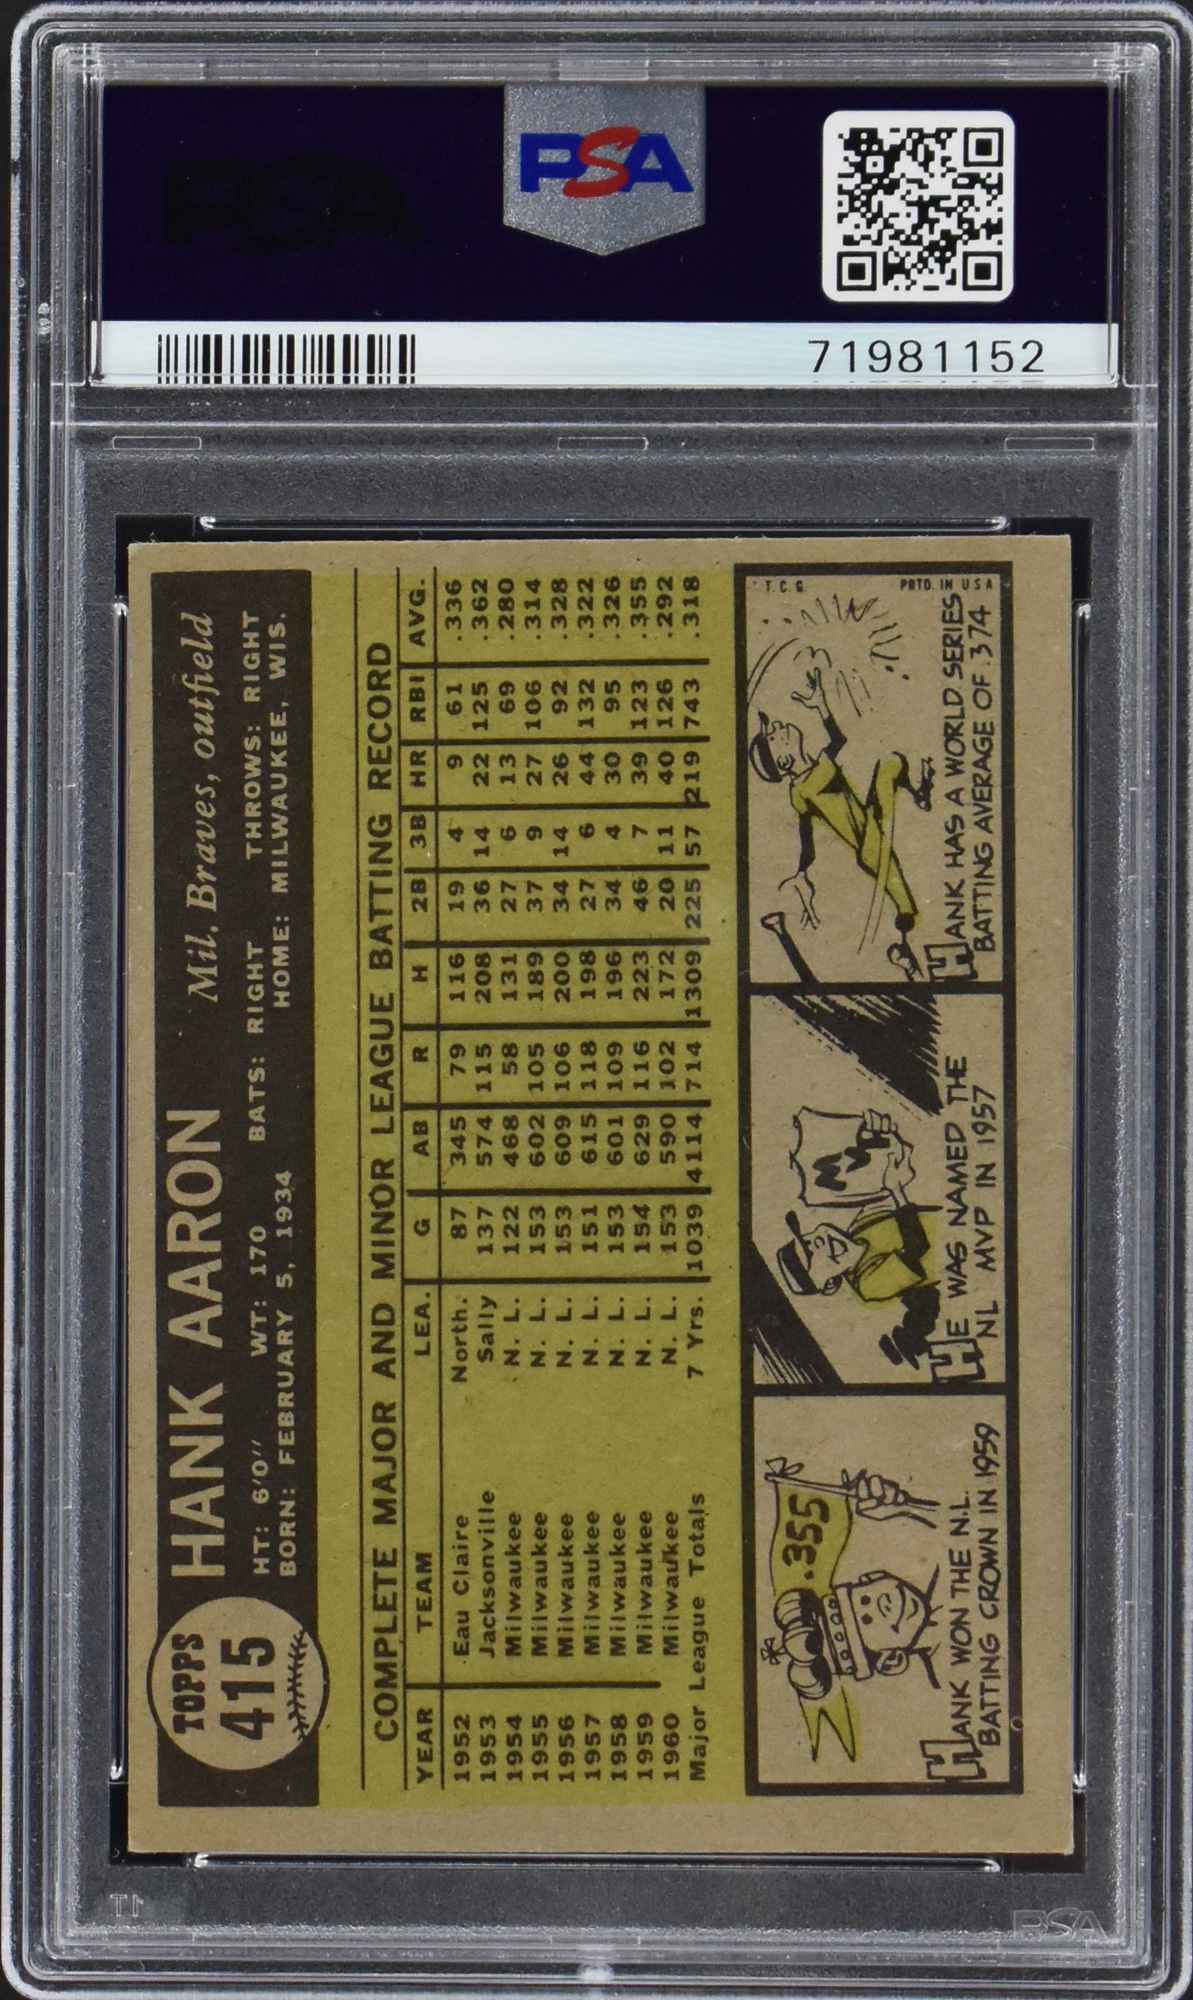 PSA
PSA
71981152
TOPPS
415
HANK AARON Mil. Braves, outfield
HT: 6'0'' WT: 170 BATS: RIGHT THROWS: RIGHT
BORN: FEBRUARY 5, 1934 HOME: MILWAUKEE, WIS.
COMPLETE MAJOR AND MINOR LEAGUE BATTING RECORD
YEAR TEAM LEA. G AB R H 2B 3B HR RBI AVG.
1952 Eau Claire North. 87 345 79 116 19 4 9 61 .336
1953 Jacksonville Sally 137 574 115 208 36 14 22 125 .362
1954 Milwaukee N. L. 122 468 58 131 27 6 13 69 .280
1955 Milwaukee N. L. 153 602 105 189 37 9 27 106 .314
1956 Milwaukee N. L. 153 609 106 200 34 14 26 92 .328
1957 Milwaukee N. L. 151 615 118 198 27 6 44 132 .322
1958 Milwaukee N. L. 153 601 109 196 34 4 30 95 .326
1959 Milwaukee N. L. 154 629 116 223 46 7 39 123 .355
1960 Milwaukee N. L. 153 590 102 172 20 11 40 126 .292
Major League Totals 7 Yrs. 1039 4114 714 1309 225 57 219 743 .318
.355
HANK WON THE N.L.
BATTING CROWN IN 1959
MVP
HE WAS NAMED THE
NL MVP IN 1957
T.C.G. PRTD. IN USA
HANK HAS A WORLD SERIES
BATTING AVERAGE OF .374
PSA